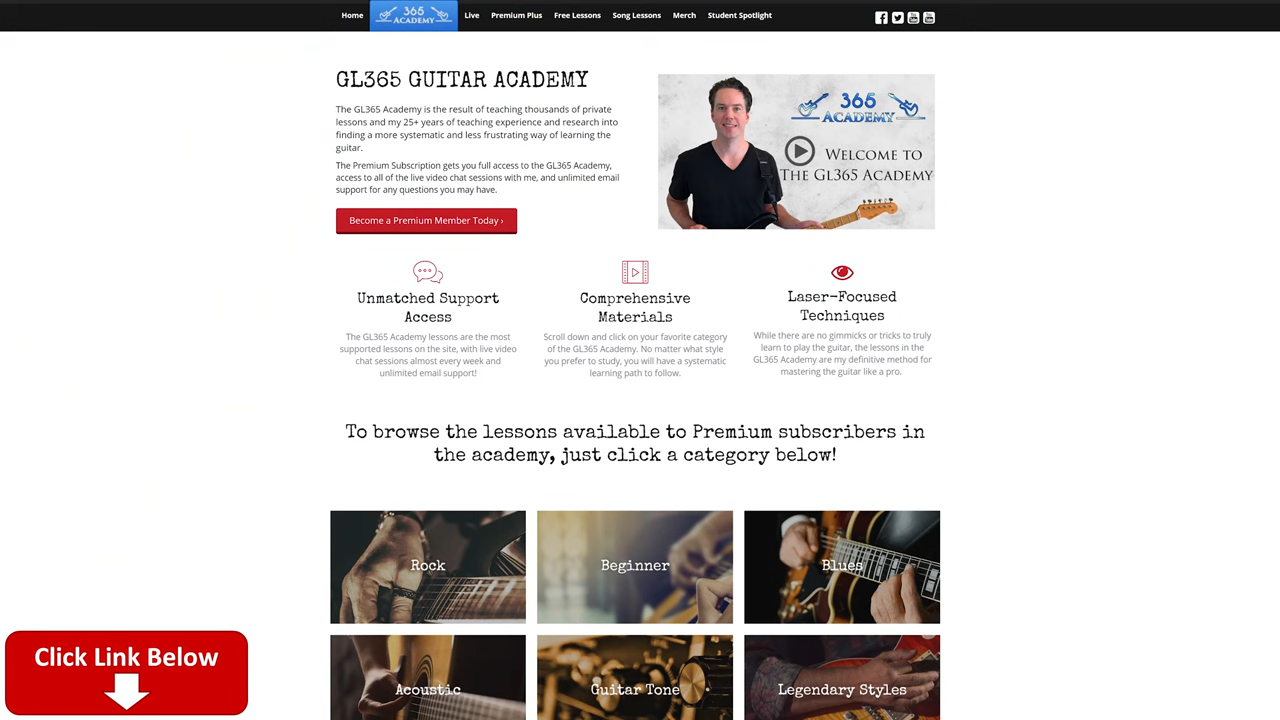 Home
365
ACADEMY
Live
Premium Plus
Free Lessons
Song Lessons
Merch
Student Spotlight
GL365 GUITAR ACADEMY
The GL365 Academy is the result of teaching thousands of private
lessons and my 25+ years of teaching experience and research into
finding a more systematic and less frustrating way of learning the
guitar.
The Premium Subscription gets you full access to the GL365 Academy,
access to all of the live video chat sessions with me, and unlimited email
support for any questions you may have.
Become a Premium Member Today ›
365
ACADEMY
WELCOME TO
THE GL365 ACADEMY
Unmatched Support
Access
The GL365 Academy lessons are the most
supported lessons on the site, with live video
chat sessions almost every week and
unlimited email support!
Comprehensive
Materials
Scroll down and click on your favorite category
of the GL365 Academy. No matter what style
you prefer to study, you will have a systematic
learning path to follow.
Laser-Focused
Techniques
While there are no gimmicks or tricks to truly
learn to play the guitar, the lessons in the
GL365 Academy are my definitive method for
mastering the guitar like a pro.
To browse the lessons available to Premium subscribers in
the academy, just click a category below!
Rock
Beginner
Blues
Acoustic
Guitar Tone
Legendary Styles
Click Link Below